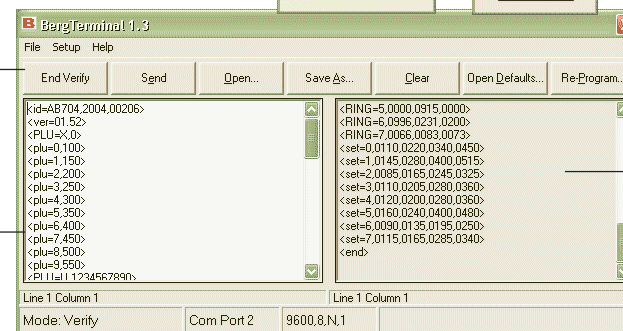 B BergTerminal 1.3
File Setup Help
End Verify Send Open... Save As... Clear Open Defaults... Re-Program...
<id=AB704,2004,00206>
<ver=01.52>
<PLU=X,0>
<plu=0,100>
<plu=1,150>
<plu=2,200>
<plu=3,250>
<plu=4,300>
<plu=5,350>
<plu=6,400>
<plu=7,450>
<plu=8,500>
<plu=9,550>
<PLU=U,1234567890>
<RING=5,0000,0915,0000>
<RING=6,0996,0231,0200>
<RING=7,0066,0083,0073>
<set=0,0110,0220,0340,0450>
<set=1,0145,0280,0400,0515>
<set=2,0085,0165,0245,0325>
<set=3,0110,0205,0280,0360>
<set=4,0120,0200,0280,0360>
<set=5,0160,0240,0400,0480>
<set=6,0090,0135,0195,0250>
<set=7,0115,0165,0285,0340>
<end>
Line 1 Column 1 Line 1 Column 1
Mode: Verify Com Port 2 9600,8,N,1